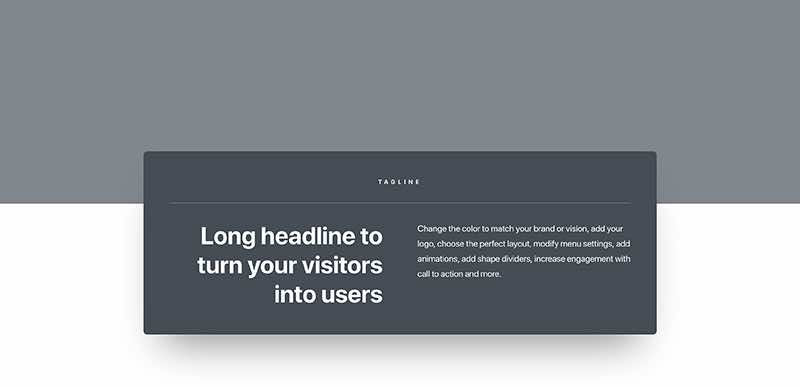 TAGLINE
Long headline to
turn your visitors
into users
Change the color to match your brand or vision, add your
logo, choose the perfect layout, modify menu settings, add
animations, add shape dividers, increase engagement with
call to action and more.